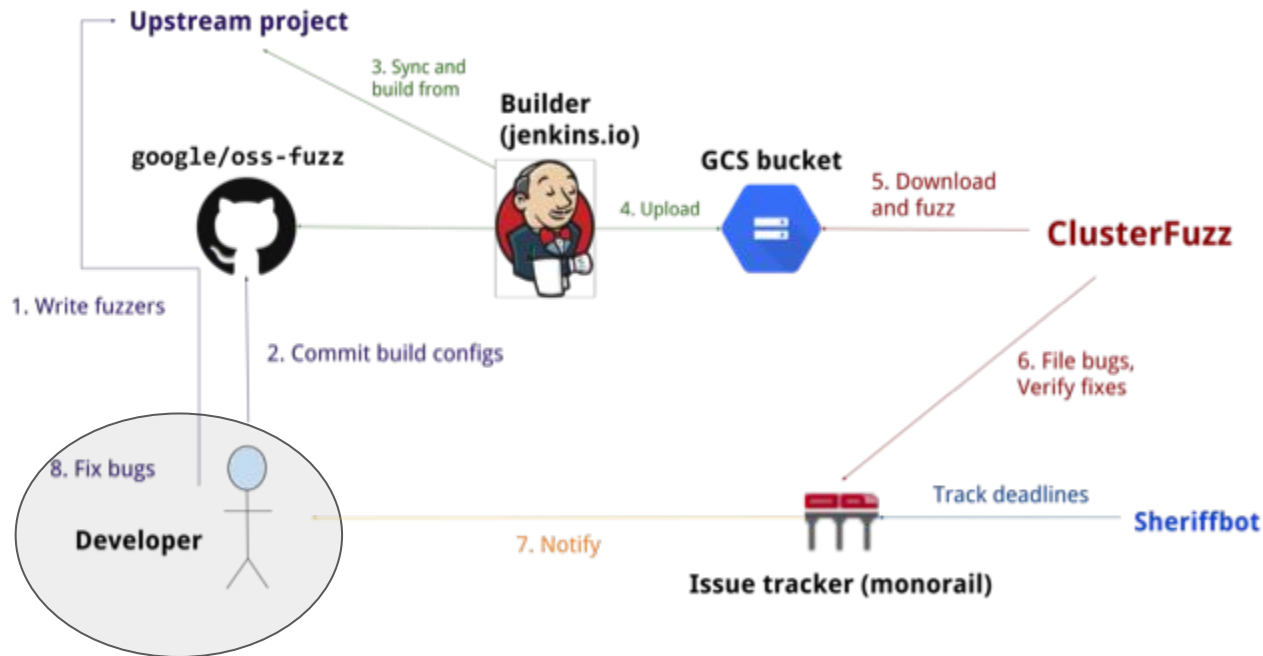 Upstream project
3. Sync and
build from
Builder
(jenkins.io)
google/oss-fuzz
GCS bucket
4. Upload
5. Download
and fuzz
ClusterFuzz
1. Write fuzzers
2. Commit build configs
6. File bugs,
Verify fixes
8. Fix bugs
Developer
7. Notify
Track deadlines
Sheriffbot
Issue tracker (monorail)